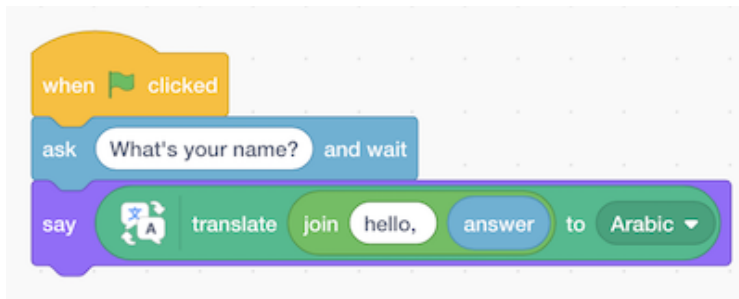 when clicked
ask What's your name? and wait
say translate join hello, answer to Arabic